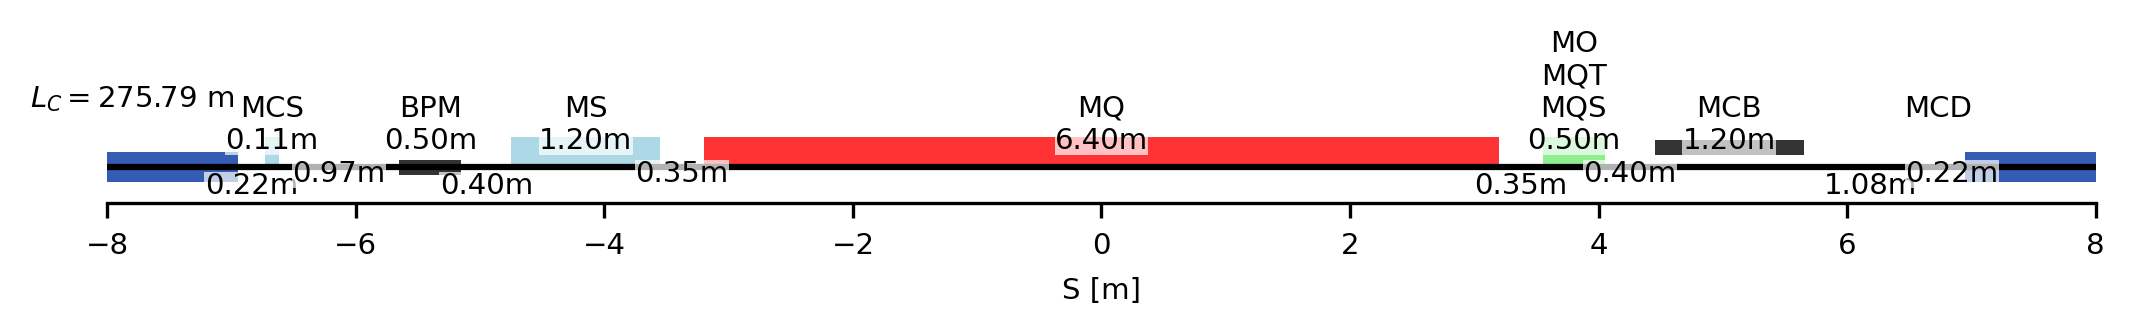 MO
MQT
L_C = 275.79 m MCS BPM MS MQ MQS MCB MCD
0.11m 0.50m 1.20m 6.40m 0.50m 1.20m
0.22m 0.97m 0.40m 0.35m 0.35m 0.40m 1.08m 0.22m
−8 −6 −4 −2 0 2 4 6 8
S [m]